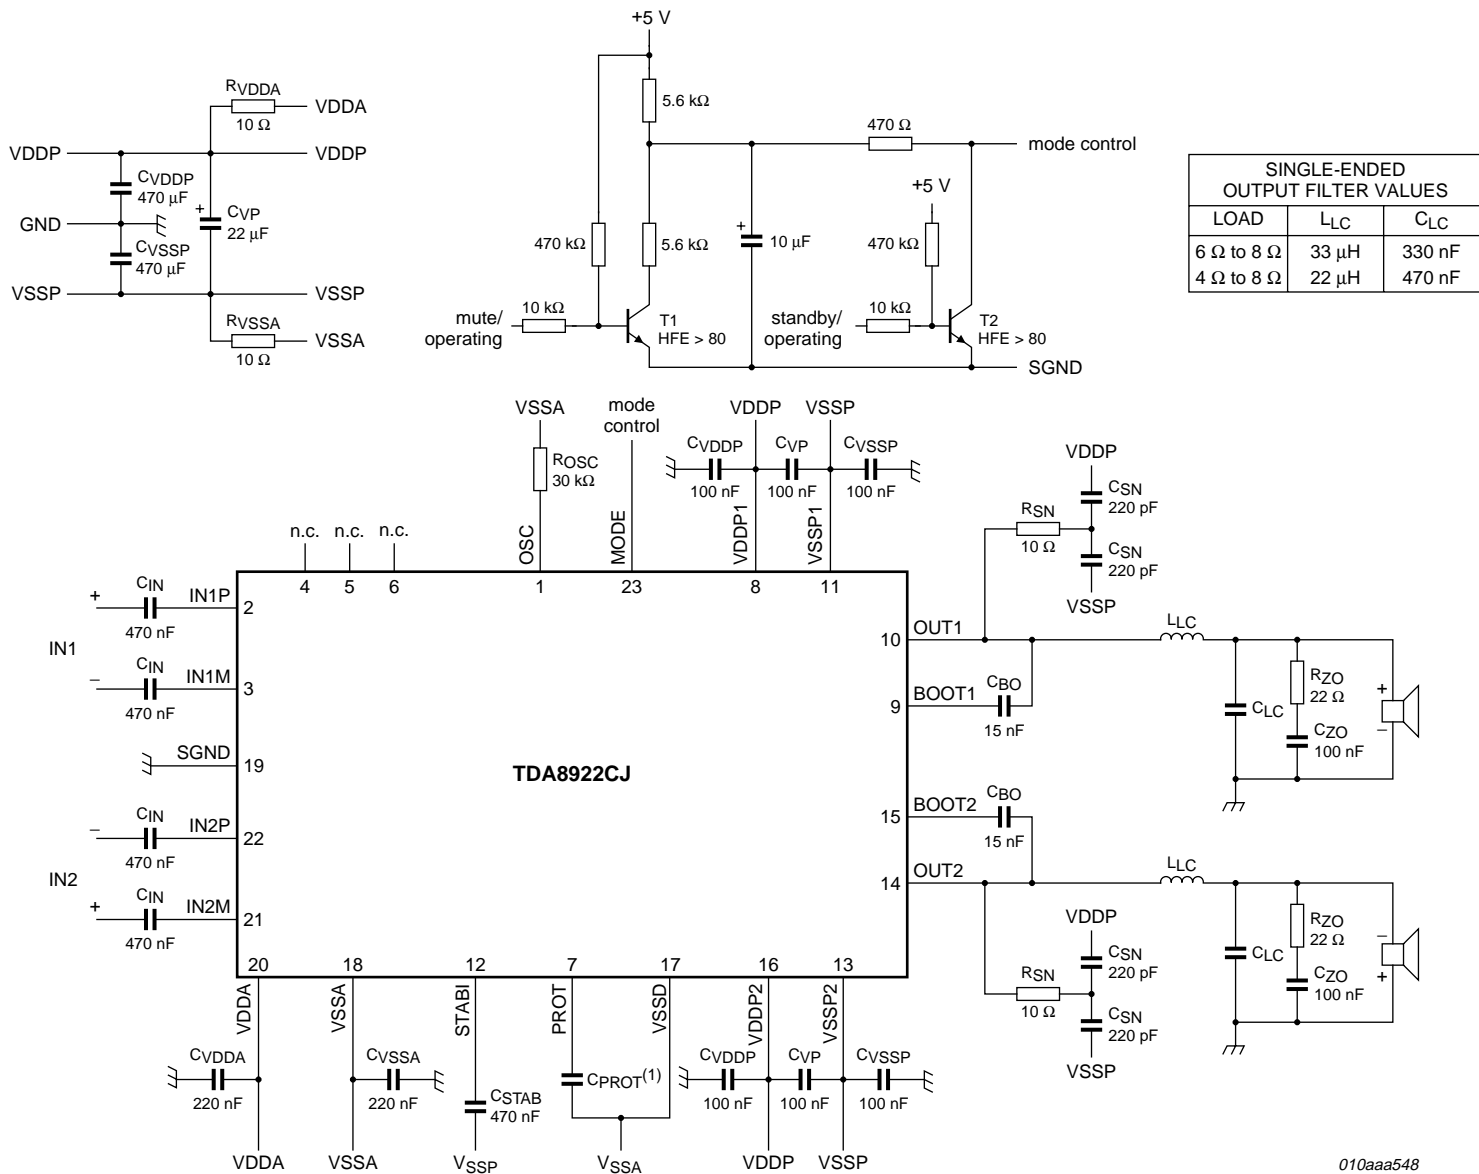 +5 V
RVDDA
10 Ω
VDDA
VDDP
VDDP
CVDDP
470 μF
GND
CVP
22 μF
+
CVSSP
470 μF
VSSP
VSSP
RVSSA
10 Ω
VSSA
5.6 kΩ
470 Ω
mode control
+5 V
470 kΩ
5.6 kΩ
+
10 μF
470 kΩ
mute/
operating
10 kΩ
T1
HFE > 80
standby/
operating
10 kΩ
T2
HFE > 80
SGND
SINGLE-ENDED
OUTPUT FILTER VALUES
LOAD LLC CLC
6 Ω to 8 Ω 33 μH 330 nF
4 Ω to 8 Ω 22 μH 470 nF
VSSA
ROSC
30 kΩ
OSC
1
mode
control
MODE
23
VDDP
VSSP
CVDDP
100 nF
CVP
100 nF
CVSSP
100 nF
VDDP1
8
VSSP1
11
n.c.
n.c.
n.c.
4
5
6
IN1
+
CIN
470 nF
IN1P
2
−
CIN
470 nF
IN1M
3
SGND
19
IN2
−
CIN
470 nF
IN2P
22
+
CIN
470 nF
IN2M
21
TDA8922CJ
VDDP
CSN
220 pF
RSN
10 Ω
CSN
220 pF
VSSP
10
OUT1
LLC
9
BOOT1
CBO
15 nF
CLC
RZO
22 Ω
CZO
100 nF
+
−
15
BOOT2
CBO
15 nF
14
OUT2
LLC
VDDP
CSN
220 pF
RSN
10 Ω
CSN
220 pF
VSSP
CLC
RZO
22 Ω
CZO
100 nF
−
+
20
18
12
7
17
16
13
VDDA
VSSA
STABI
PROT
VSSD
VDDP2
VSSP2
CVDDA
220 nF
CVSSA
220 nF
CSTAB
470 nF
CPROT(1)
CVDDP
100 nF
CVP
100 nF
CVSSP
100 nF
VDDA
VSSA
VSSP
VSSA
VDDP
VSSP
010aaa548